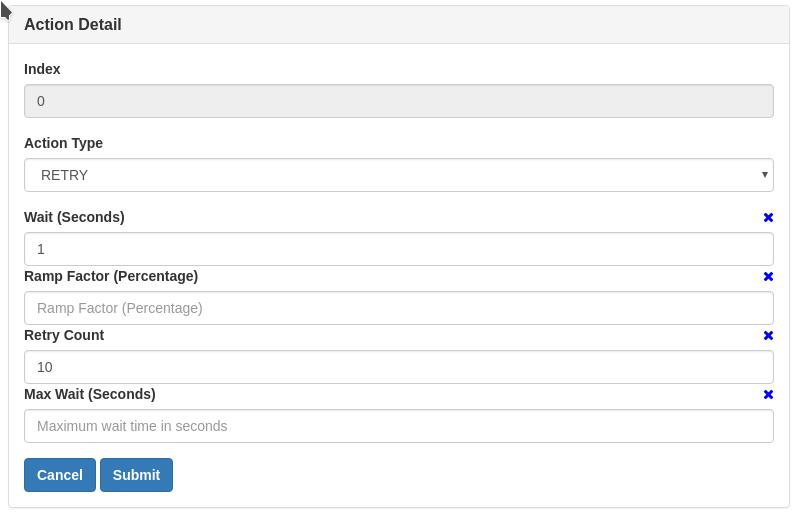 Action Detail
Index
0
Action Type
RETRY
Wait (Seconds)
1
Ramp Factor (Percentage)
Ramp Factor (Percentage)
Retry Count
10
Max Wait (Seconds)
Maximum wait time in seconds
Cancel Submit